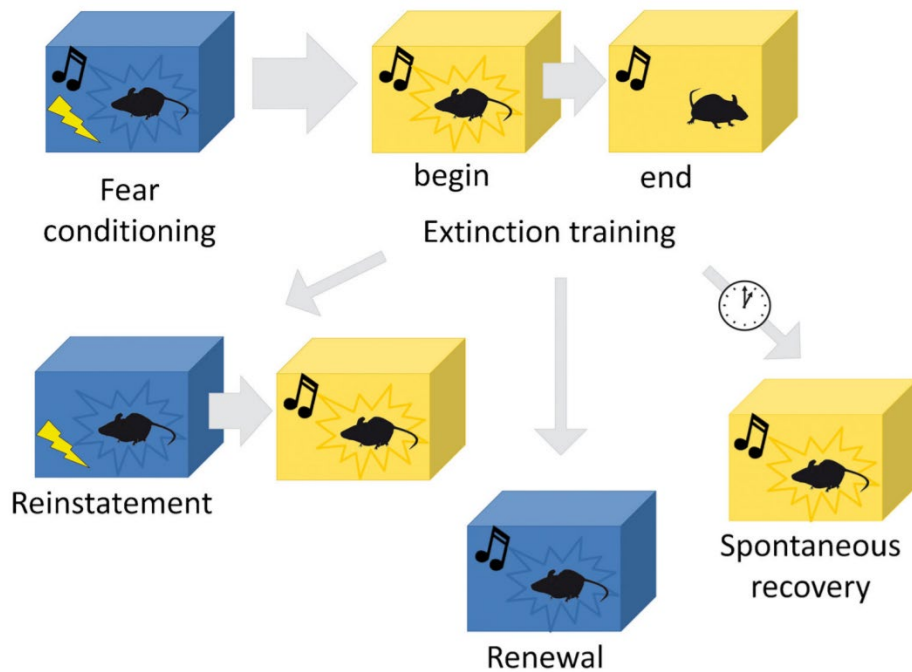 Fear
conditioning
begin
end
Extinction training
Reinstatement
Renewal
Spontaneous
recovery